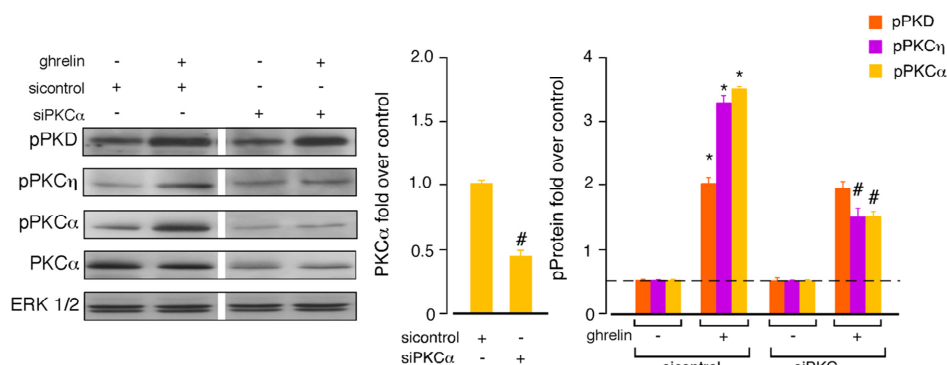 ghrelin - + - +
sicontrol + + - -
siPKCα - - + +
pPKD
pPKCη
pPKCα
PKCα
ERK 1/2
PKCα fold over control
2.0
1.5
1.0
0.5
0
#
sicontrol + -
siPKCα - +
pProtein fold over control
4
3
2
1
0
* * *
# #
pPKD
pPKCη
pPKCα
ghrelin - + - +
sicontrol